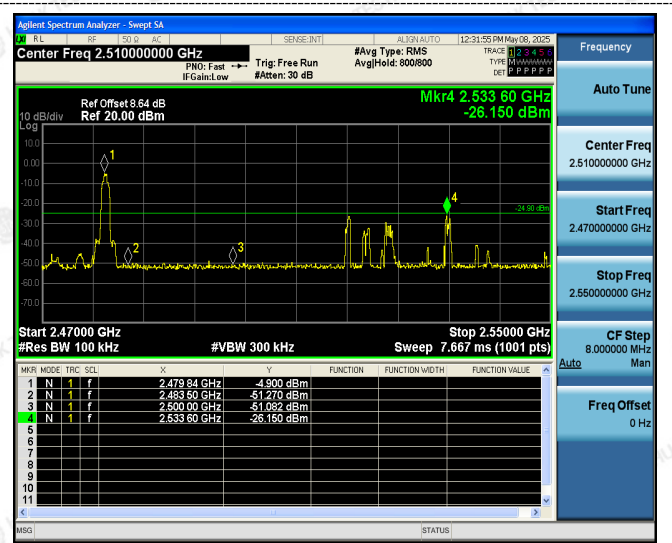 Agilent Spectrum Analyzer - Swept SA
LXI RL RF 50 Ω AC SENSE:INT ALIGN AUTO 12:31:55 PM May 08, 2025
Center Freq 2.510000000 GHz #Avg Type: RMS TRACE 1 2 3 4 5 6
PNO: Fast Trig: Free Run Avg|Hold: 800/800 TYPE M W W W W W
IFGain:Low #Atten: 30 dB DET P P P P P P
Mkr4 2.533 60 GHz
Ref Offset 8.64 dB
-26.150 dBm
10 dB/div Ref 20.00 dBm
Log
10.0
1
0.00
-10.0
4
-20.0
-24.90 dBm
-30.0
-40.0
2 3
-50.0
-60.0
-70.0
Start 2.47000 GHz Stop 2.55000 GHz
#Res BW 100 kHz #VBW 300 kHz Sweep 7.667 ms (1001 pts)
MKR MODE TRC SCL X Y FUNCTION FUNCTION WIDTH FUNCTION VALUE
1 N 1 f 2.479 84 GHz -4.900 dBm
2 N 1 f 2.483 50 GHz -51.270 dBm
3 N 1 f 2.500 00 GHz -51.082 dBm
4 N 1 f 2.533 60 GHz -26.150 dBm
5
6
7
8
9
10
11
MSG STATUS
Frequency
Auto Tune
Center Freq
2.510000000 GHz
Start Freq
2.470000000 GHz
Stop Freq
2.550000000 GHz
CF Step
8.000000 MHz
Auto Man
Freq Offset
0 Hz